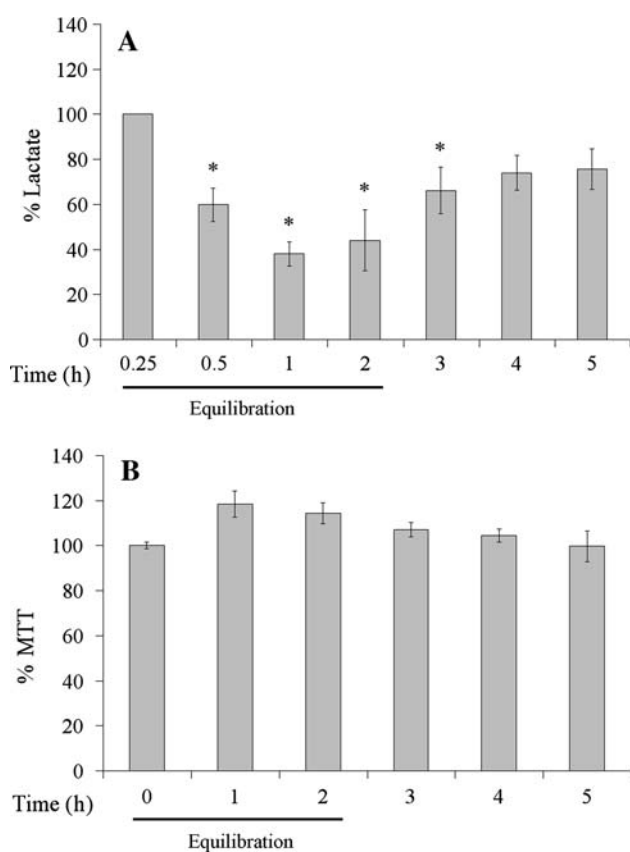 A
140
120
100
80
60
40
20
0
% Lactate
* * * *
Time (h) 0.25 0.5 1 2 3 4 5
Equilibration
B
140
120
100
80
60
40
20
0
% MTT
Time (h) 0 1 2 3 4 5
Equilibration